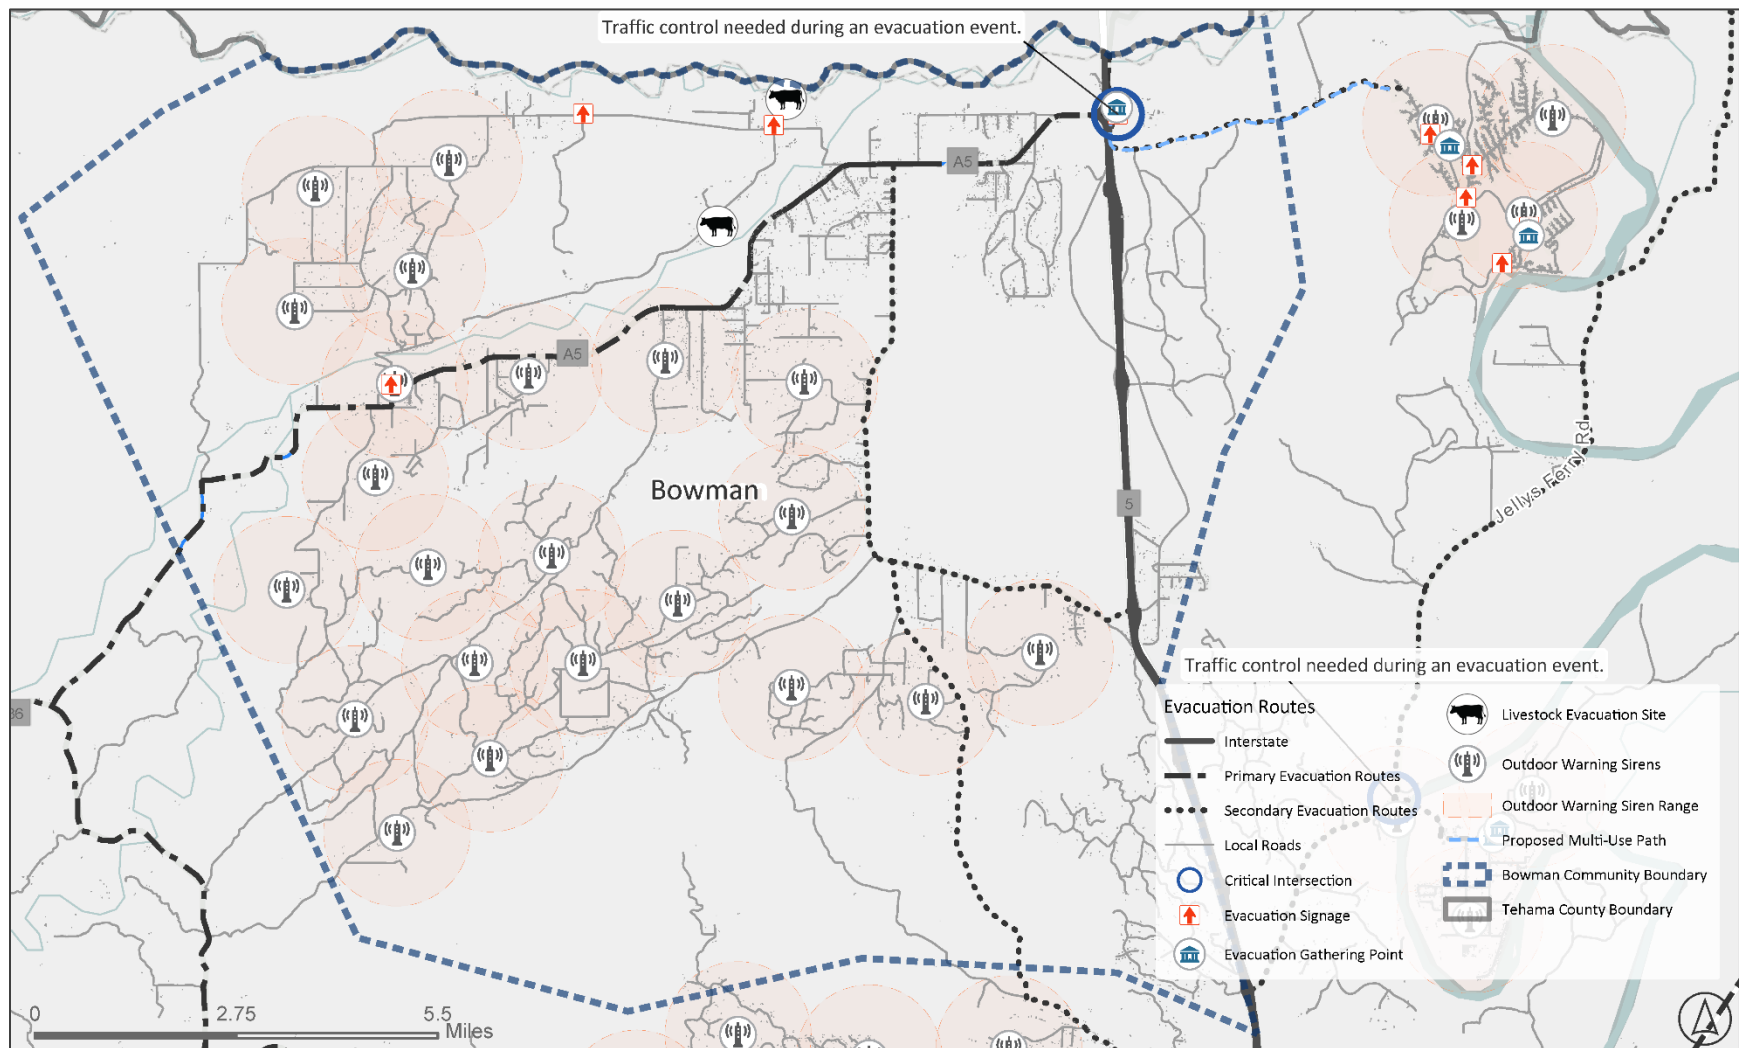 Traffic control needed during an evacuation event.
A5
A5
Bowman
5
Jellys Ferry Rd
36
Traffic control needed during an evacuation event.
Evacuation Routes
Interstate
Primary Evacuation Routes
Secondary Evacuation Routes
Local Roads
Critical Intersection
Evacuation Signage
Evacuation Gathering Point
Livestock Evacuation Site
Outdoor Warning Sirens
Outdoor Warning Siren Range
Proposed Multi-Use Path
Bowman Community Boundary
Tehama County Boundary
0 2.75 5.5
Miles